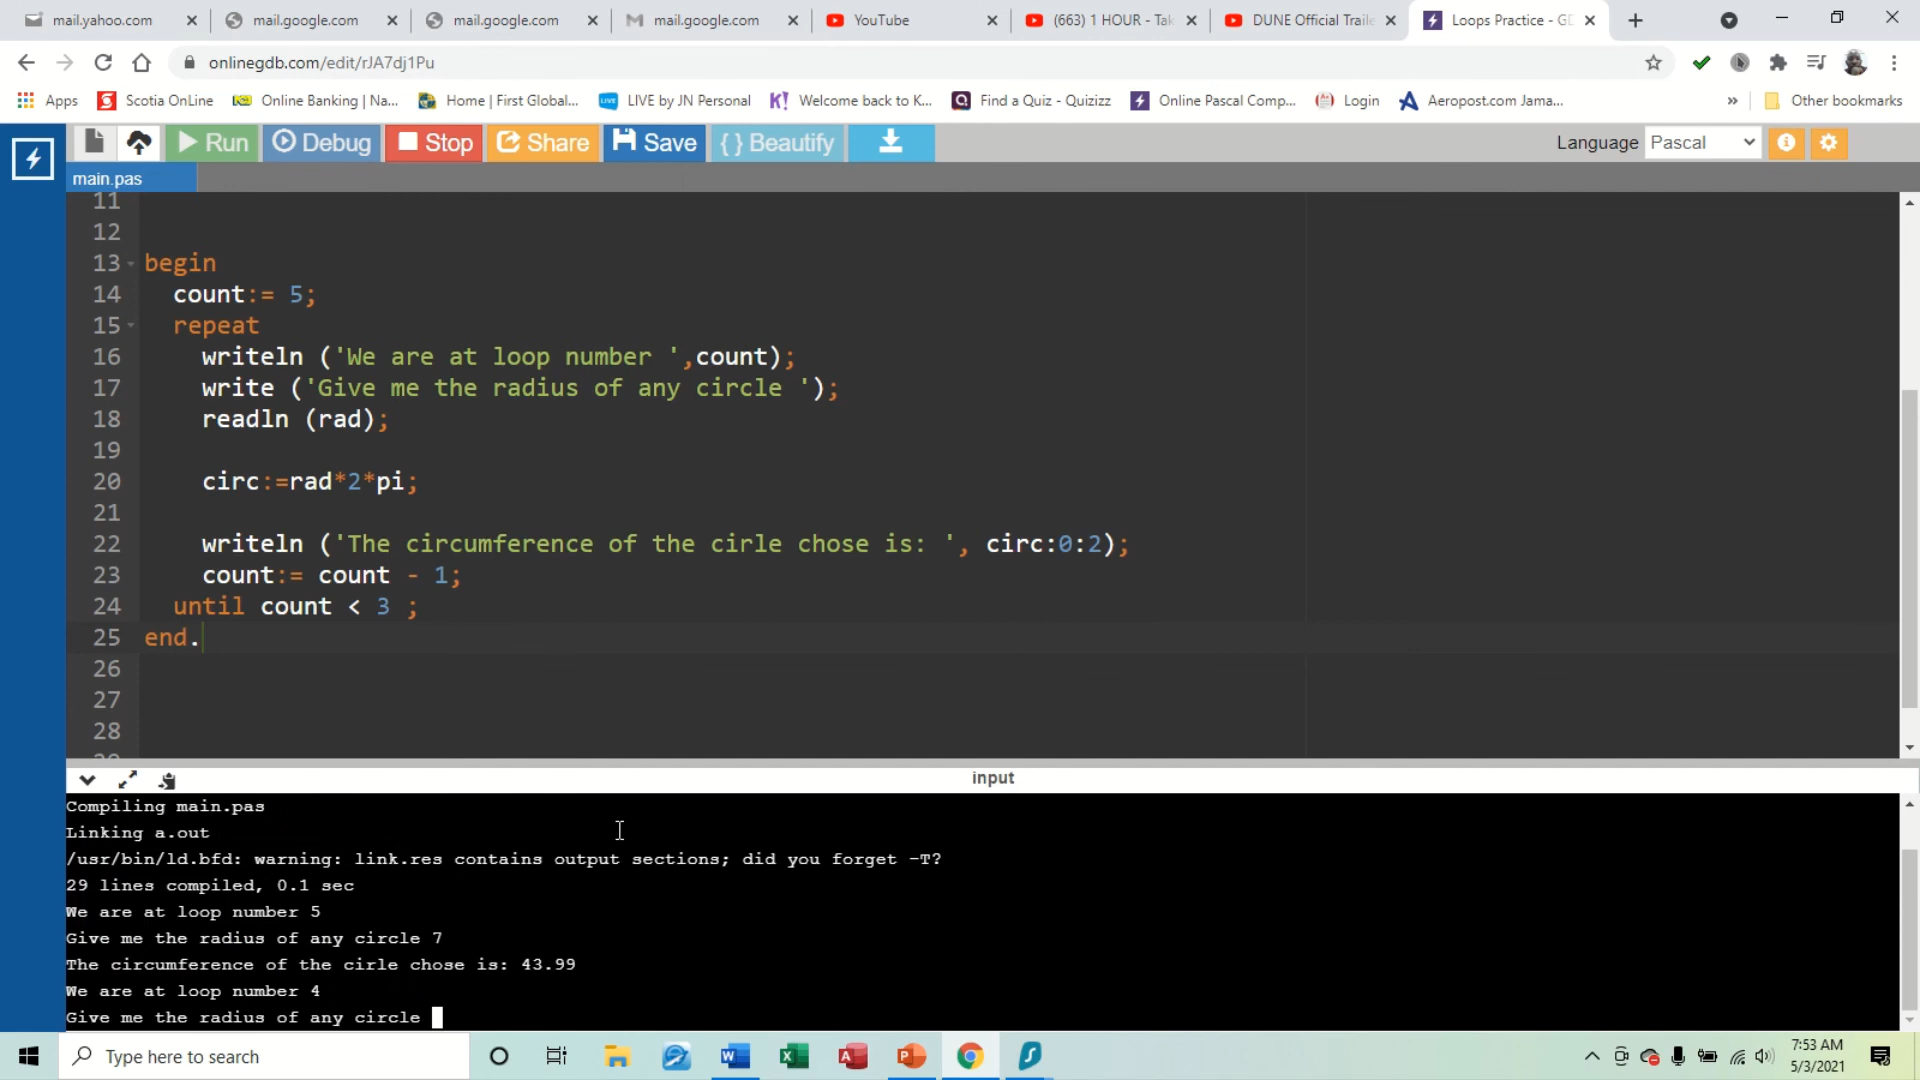 mail.yahoo.com
mail.google.com
mail.google.com
mail.google.com
YouTube
(663) 1 HOUR - Tak
DUNE Official Traile
Loops Practice - GD
onlinegdb.com/edit/rJA7dj1Pu
Apps
Scotia OnLine
Online Banking | Na...
Home | First Global...
LIVE by JN Personal
Welcome back to K...
Find a Quiz - Quizizz
Online Pascal Comp...
Login
Aeropost.com Jama...
»
Other bookmarks
Run
Debug
Stop
Share
Save
{ } Beautify
Language
Pascal
main.pas
11
12
13 begin
14 count:= 5;
15 repeat
16 writeln ('We are at loop number ',count);
17 write ('Give me the radius of any circle ');
18 readln (rad);
19
20 circ:=rad*2*pi;
21
22 writeln ('The circumference of the cirle chose is: ', circ:0:2);
23 count:= count - 1;
24 until count < 3 ;
25 end.
26
27
28
input
Compiling main.pas
Linking a.out
/usr/bin/ld.bfd: warning: link.res contains output sections; did you forget -T?
29 lines compiled, 0.1 sec
We are at loop number 5
Give me the radius of any circle 7
The circumference of the cirle chose is: 43.99
We are at loop number 4
Give me the radius of any circle
Type here to search
7:53 AM
5/3/2021